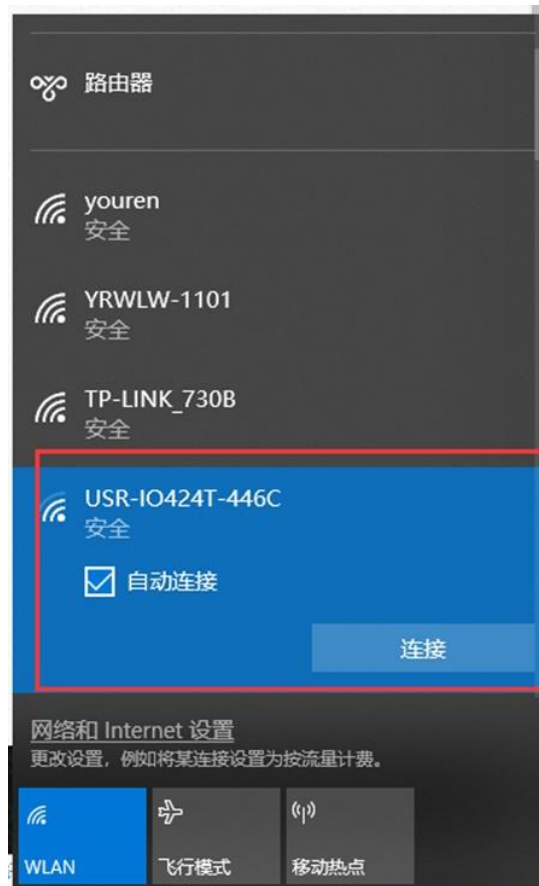 路由器
youren
安全
YRWLW-1101
安全
TP-LINK_730B
安全
USR-IO424T-446C
安全
自动连接
连接
网络和 Internet 设置
更改设置，例如将某连接设置为按流量计费。
WLAN
飞行模式
移动热点